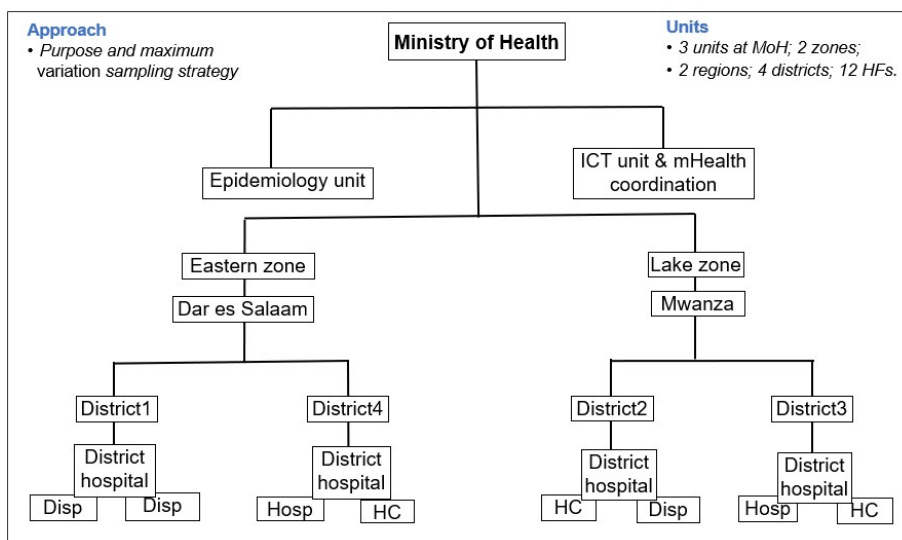 Approach
• Purpose and maximum
variation sampling strategy
Ministry of Health
Units
• 3 units at MoH; 2 zones;
• 2 regions; 4 districts; 12 HFs.
Epidemiology unit
ICT unit & mHealth
coordination
Eastern zone
Lake zone
Dar es Salaam
Mwanza
District1
District4
District2
District3
District
hospital
District
hospital
District
hospital
District
hospital
Disp
Disp
Hosp
HC
HC
Disp
Hosp
HC